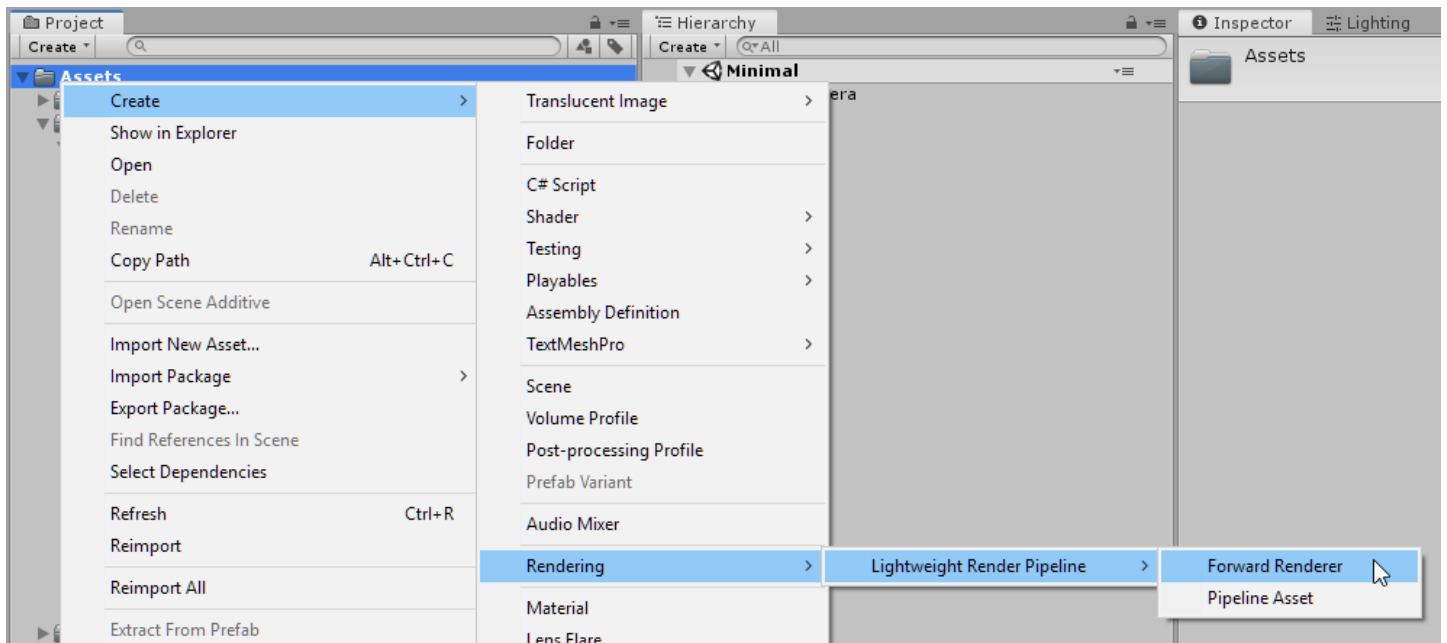 Project
Hierarchy
Inspector
Lighting
Create
Create
All
Assets
Assets
Minimal
era
Create
Show in Explorer
Open
Delete
Rename
Copy Path Alt+Ctrl+C
Open Scene Additive
Import New Asset...
Import Package
Export Package...
Find References In Scene
Select Dependencies
Refresh Ctrl+R
Reimport
Reimport All
Extract From Prefab
Translucent Image
Folder
C# Script
Shader
Testing
Playables
Assembly Definition
TextMeshPro
Scene
Volume Profile
Post-processing Profile
Prefab Variant
Audio Mixer
Rendering
Material
Lens Flare
Lightweight Render Pipeline
Forward Renderer
Pipeline Asset